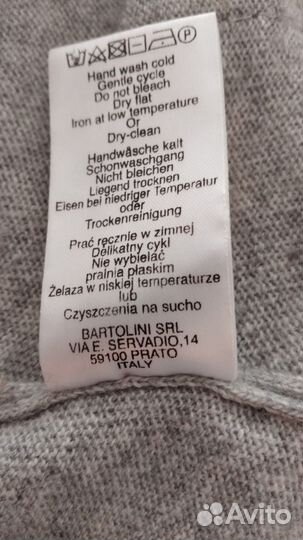 P
Hand wash cold
Gentle cycle
Do not bleach
Dry flat
Iron at low temperature
Or
Dry-clean
Handwäsche kalt
Schonwaschgang
Nicht bleichen
Liegend trocknen
Eisen bei niedriger Temperatur
oder
Trockenreinigung
Prać ręcznie w zimnej
Delikatny cykl
Nie wybielać
pralnia płaskim
Żelaza w niskiej temperaturze
lub
Czyszczenia na sucho
BARTOLINI SRL
VIA E. SERVADIO,14
59100 PRATO
ITALY
Avito